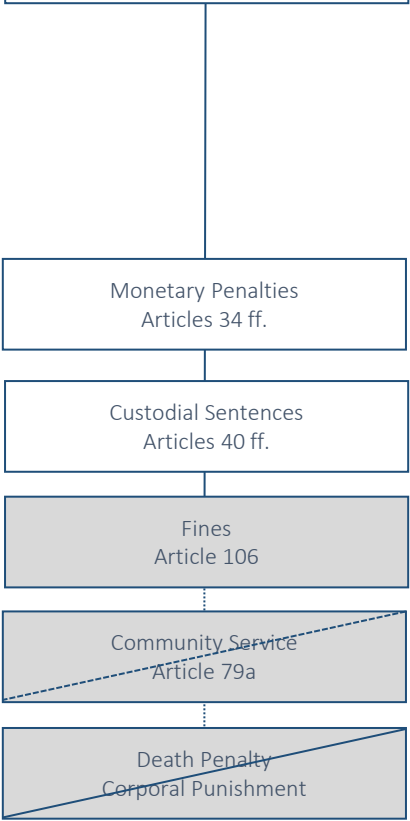 Monetary Penalties
Articles 34 ff.
Custodial Sentences
Articles 40 ff.
Fines
Article 106
Community Service
Article 79a
Death Penalty
Corporal Punishment